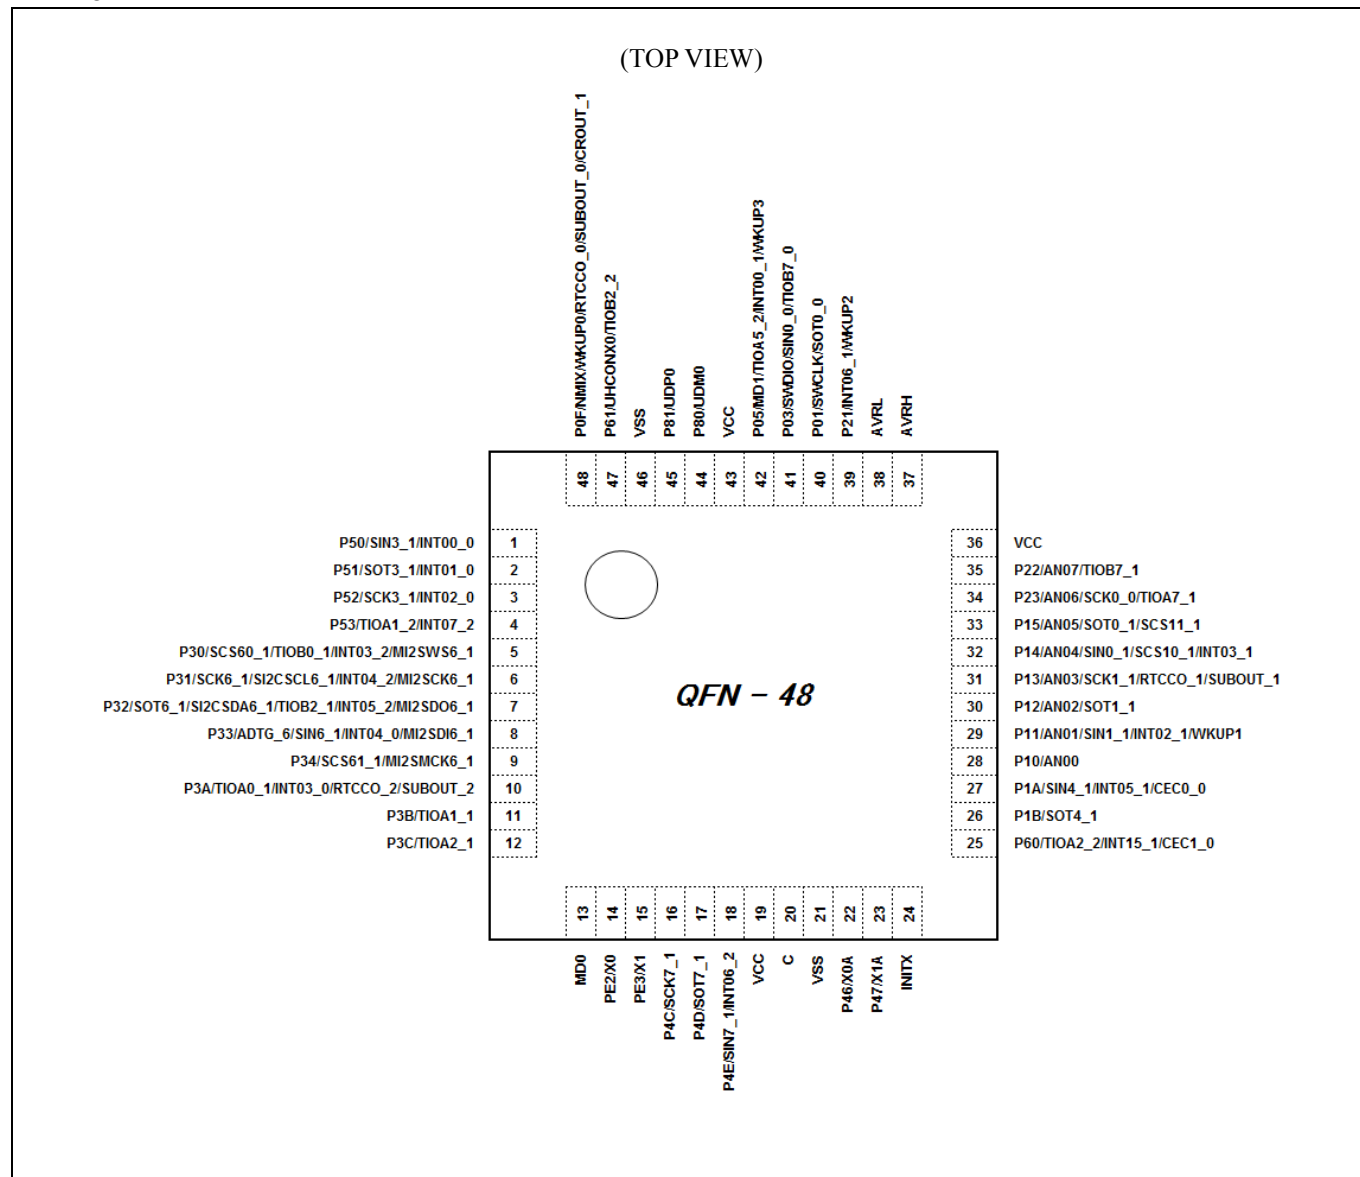 (TOP VIEW)
P0F/NMIX/WKUP0/RTCCO_0/SUBOUT_0/CROUT_1
P61/UHCONX0/TIOB2_2
VSS
P81/UDP0
P80/UDM0
VCC
P05/MD1/TIOA5_2/INT00_1/WKUP3
P03/SWDIO/SIN0_0/TIOB7_0
P01/SWCLK/SOT0_0
P21/INT06_1/WKUP2
AVRL
AVRH
48 47 46 45 44 43 42 41 40 39 38 37
P50/SIN3_1/INT00_0 1
P51/SOT3_1/INT01_0 2
P52/SCK3_1/INT02_0 3
P53/TIOA1_2/INT07_2 4
P30/SCS60_1/TIOB0_1/INT03_2/MI2SWS6_1 5
P31/SCK6_1/SI2CSCL6_1/INT04_2/MI2SCK6_1 6
P32/SOT6_1/SI2CSDA6_1/TIOB2_1/INT05_2/MI2SDO6_1 7
P33/ADTG_6/SIN6_1/INT04_0/MI2SDI6_1 8
P34/SCS61_1/MI2SMCK6_1 9
P3A/TIOA0_1/INT03_0/RTCCO_2/SUBOUT_2 10
P3B/TIOA1_1 11
P3C/TIOA2_1 12
QFN - 48
36 VCC
35 P22/AN07/TIOB7_1
34 P23/AN06/SCK0_0/TIOA7_1
33 P15/AN05/SOT0_1/SCS11_1
32 P14/AN04/SIN0_1/SCS10_1/INT03_1
31 P13/AN03/SCK1_1/RTCCO_1/SUBOUT_1
30 P12/AN02/SOT1_1
29 P11/AN01/SIN1_1/INT02_1/WKUP1
28 P10/AN00
27 P1A/SIN4_1/INT05_1/CEC0_0
26 P1B/SOT4_1
25 P60/TIOA2_2/INT15_1/CEC1_0
13 14 15 16 17 18 19 20 21 22 23 24
MD0
PE2/X0
PE3/X1
P4C/SCK7_1
P4D/SOT7_1
P4E/SIN7_1/INT06_2
VCC
C
VSS
P46/X0A
P47/X1A
INITX